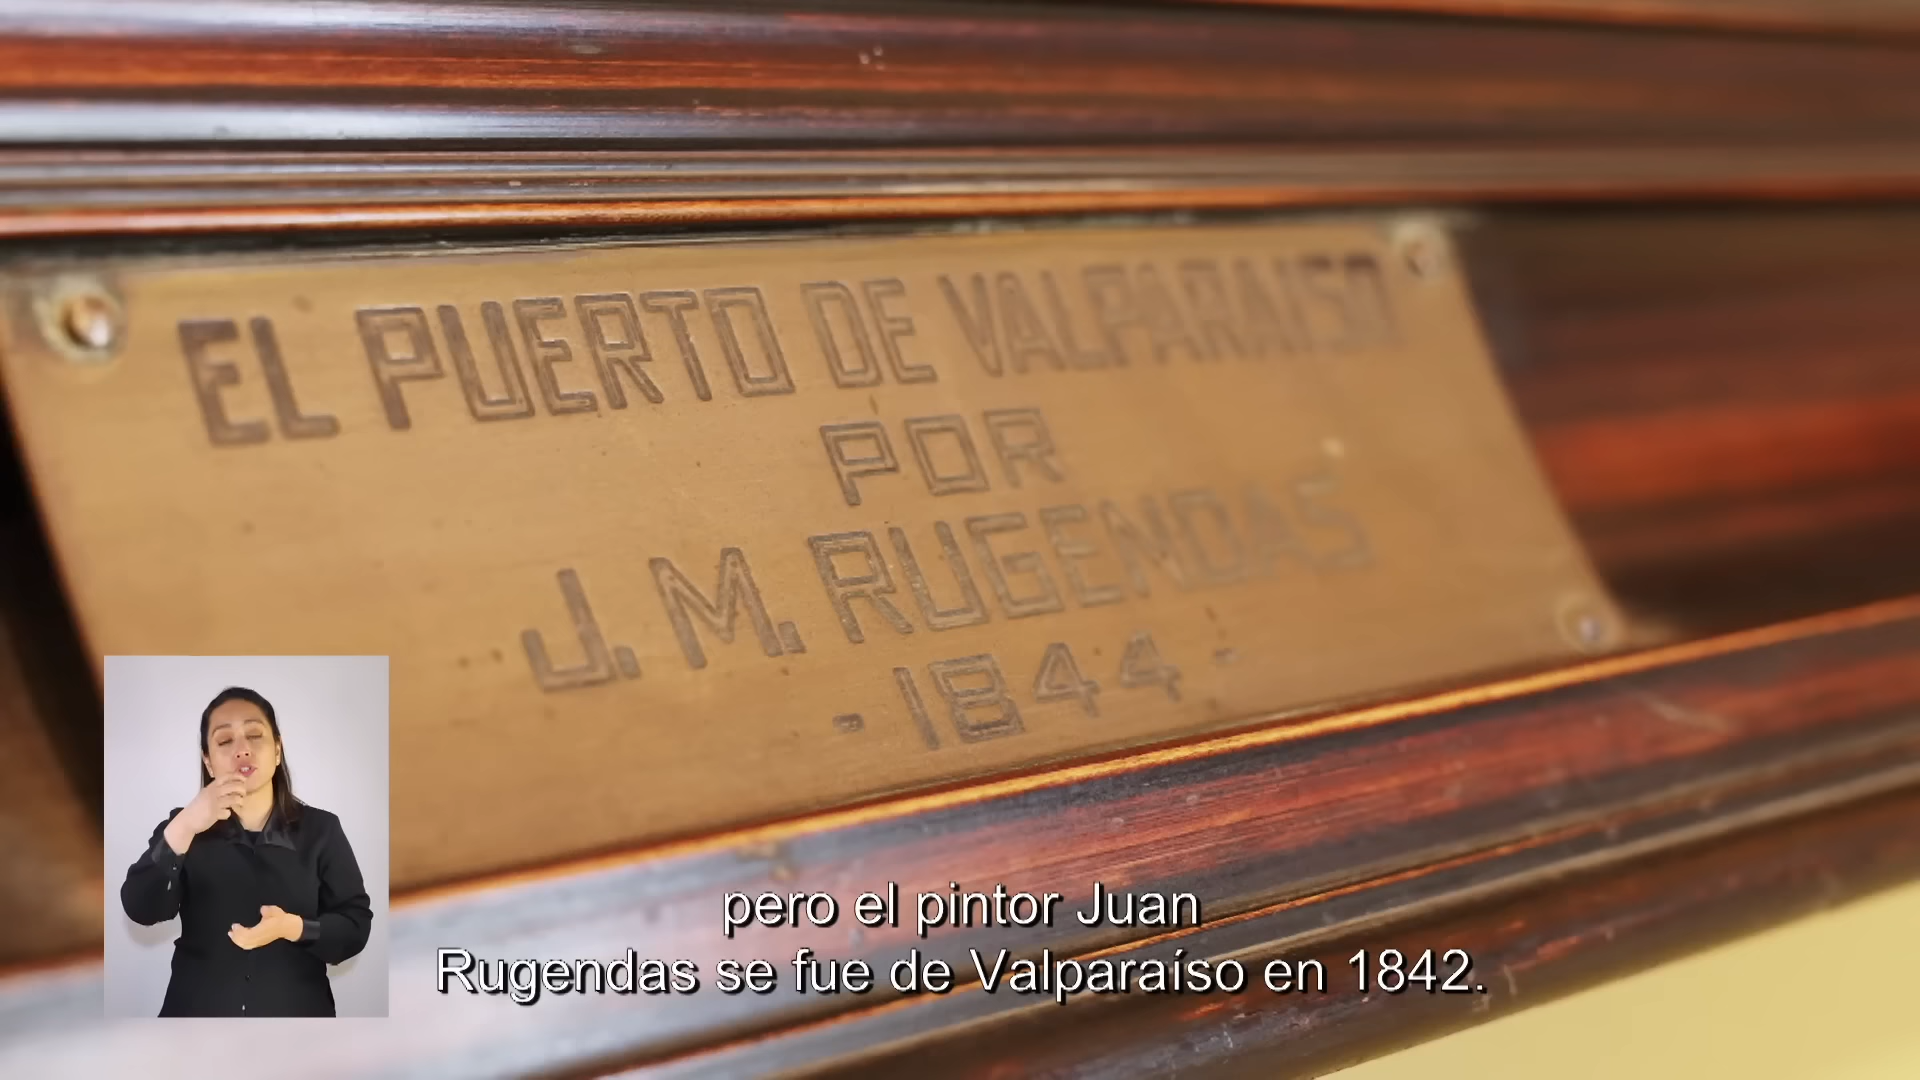 EL PUERTO DE VALPARAISO
POR
J. M. RUGENDAS
- 1844 -
pero el pintor Juan
Rugendas se fue de Valparaíso en 1842.